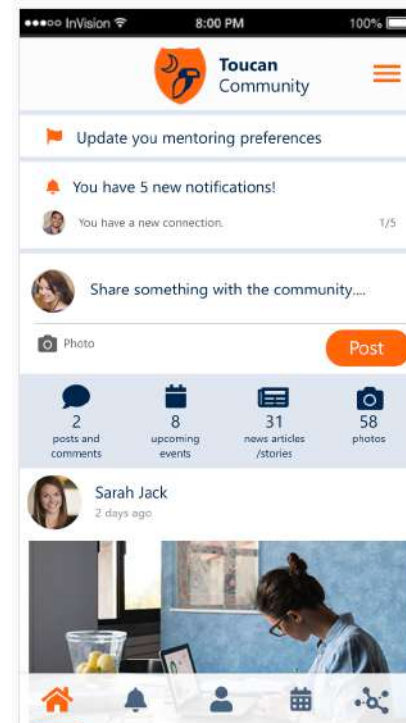 InVision
8:00 PM
100%
Toucan
Community
Update you mentoring preferences
You have 5 new notifications!
You have a new connection.
1/5
Share something with the community....
Photo
Post
2
posts and
comments
8
upcoming
events
31
news articles
/stories
58
photos
Sarah Jack
2 days ago